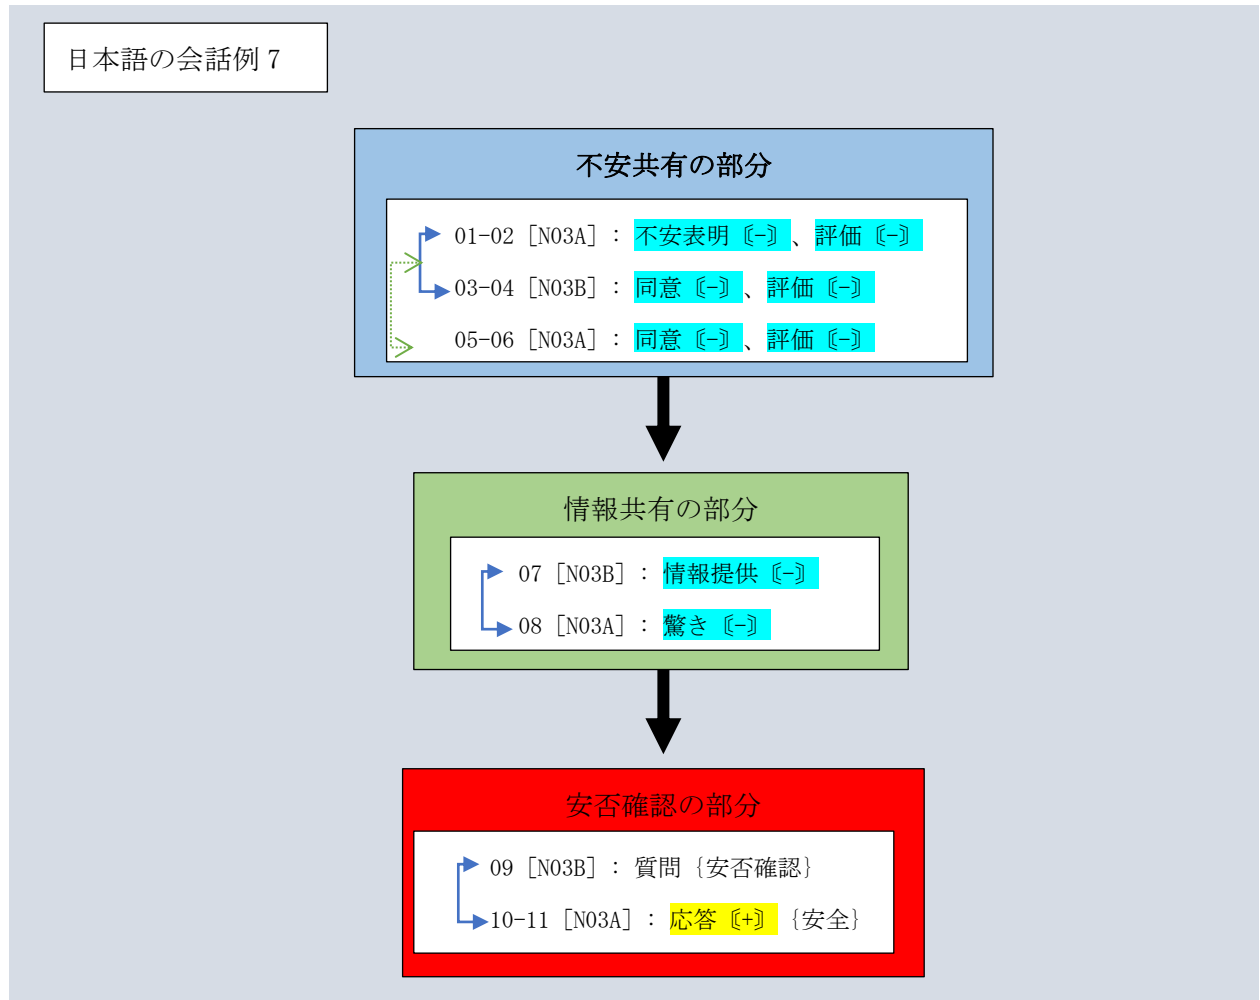 日本語の会話例 7
不安共有の部分
01-02 [N03A] : 不安表明〔-〕、評価〔-〕
03-04 [N03B] : 同意〔-〕、評価〔-〕
05-06 [N03A] : 同意〔-〕、評価〔-〕
情報共有の部分
07 [N03B] : 情報提供〔-〕
08 [N03A] : 驚き〔-〕
安否確認の部分
09 [N03B] : 質問 {安否確認}
10-11 [N03A] : 応答〔+〕 {安全}